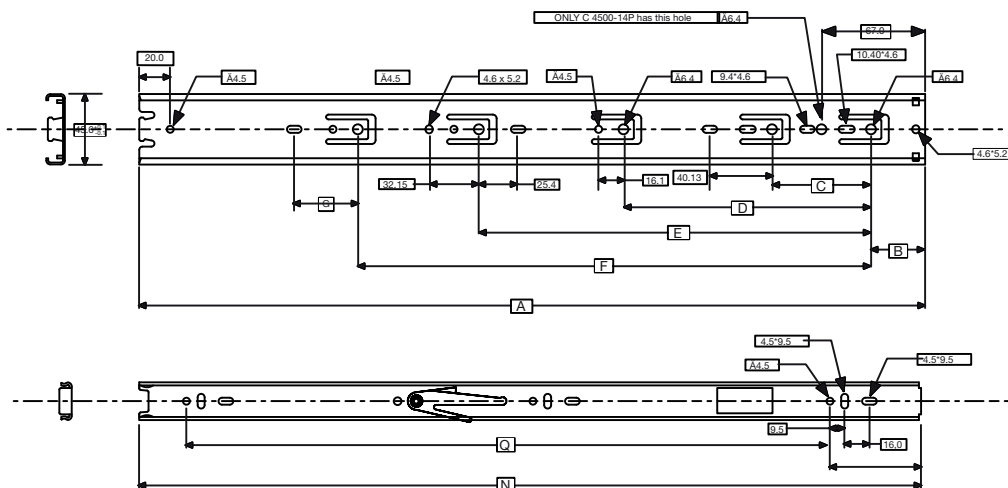 ONLY C 4500-14P has this hole
Ä6.4
67.0
20.0
10.40*4.6
Ä4.5
Ä4.5
4.6 x 5.2
Ä4.5
Ä6.4
9.4*4.6
Ä6.4
4.6*5.2
32.15
25.4
16.1
40.13
C
G
D
E
B
F
A
4.5*9.5
4.5*9.5
Ä4.5
9.5
Q
16.0
N